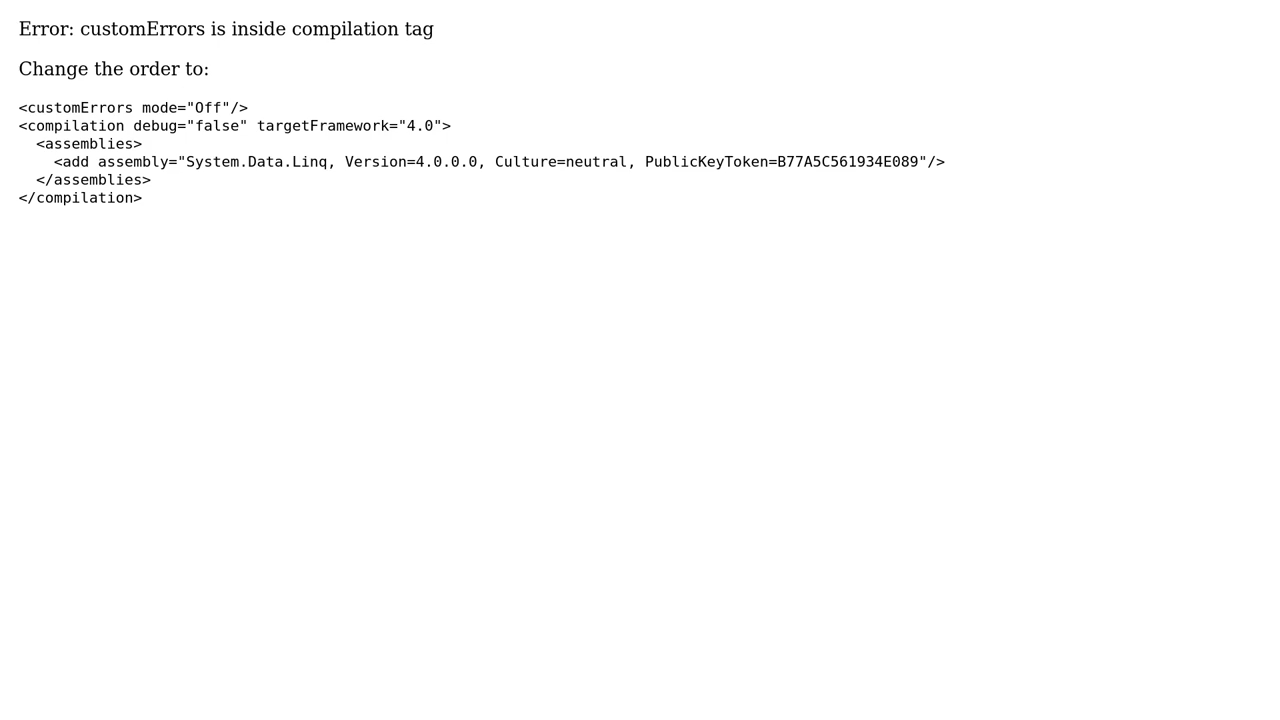 Error: customErrors is inside compilation tag
Change the order to:
<customErrors mode="Off"/>
<compilation debug="false" targetFramework="4.0">
  <assemblies>
    <add assembly="System.Data.Linq, Version=4.0.0.0, Culture=neutral, PublicKeyToken=B77A5C561934E089"/>
  </assemblies>
</compilation>